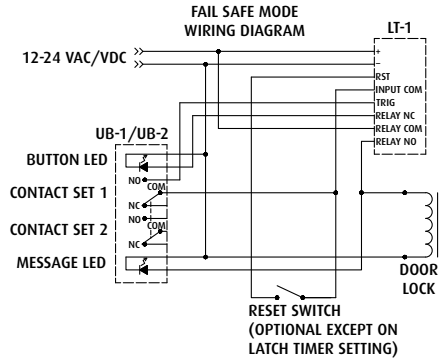 FAIL SAFE MODE
WIRING DIAGRAM
LT-1
12-24 VAC/VDC
+
−
RST
INPUT COM
TRIG
RELAY NC
RELAY COM
RELAY NO
UB-1/UB-2
BUTTON LED
NO
COM
CONTACT SET 1
NC
NO
COM
CONTACT SET 2
NC
MESSAGE LED
DOOR
LOCK
RESET SWITCH
(OPTIONAL EXCEPT ON
LATCH TIMER SETTING)